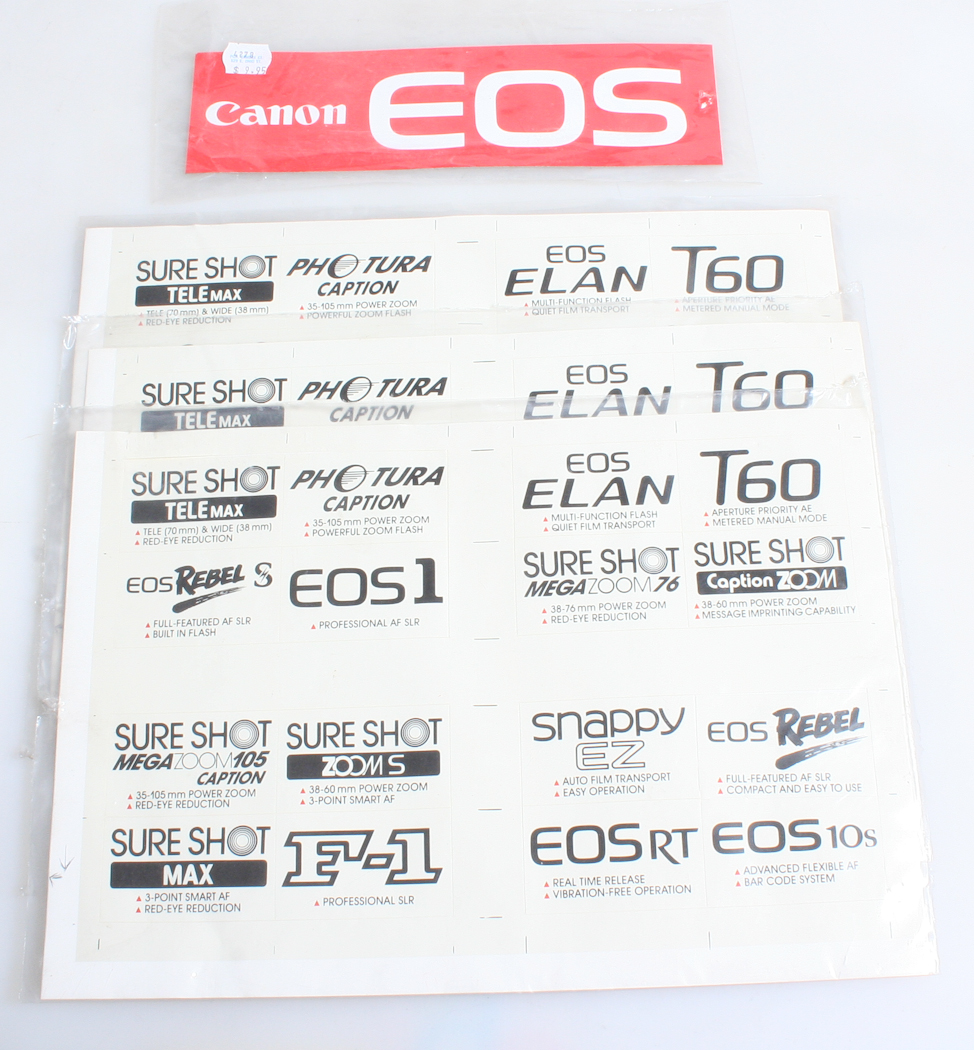 4128
$ 9.95
Canon EOS
SURE SHOT
TELE MAX
▲ TELE (70 mm) & WIDE (38 mm)
▲ RED-EYE REDUCTION
PHOTURA
CAPTION
▲ 35-105 mm POWER ZOOM
▲ POWERFUL ZOOM FLASH
EOS
ELAN
▲ MULTI-FUNCTION FLASH
▲ QUIET FILM TRANSPORT
T60
▲ APERTURE PRIORITY AE
▲ METERED MANUAL MODE
SURE SHOT
TELE MAX
PHOTURA
CAPTION
EOS
ELAN
T60
SURE SHOT
TELE MAX
▲ TELE (70 mm) & WIDE (38 mm)
▲ RED-EYE REDUCTION
PHOTURA
CAPTION
▲ 35-105 mm POWER ZOOM
▲ POWERFUL ZOOM FLASH
EOS
ELAN
▲ MULTI-FUNCTION FLASH
▲ QUIET FILM TRANSPORT
T60
▲ APERTURE PRIORITY AE
▲ METERED MANUAL MODE
EOS REBEL S
▲ FULL-FEATURED AF SLR
▲ BUILT IN FLASH
EOS 1
▲ PROFESSIONAL AF SLR
SURE SHOT
MEGA ZOOM 76
▲ 38-76 mm POWER ZOOM
▲ RED-EYE REDUCTION
SURE SHOT
Caption ZOOM
▲ 38-60 mm POWER ZOOM
▲ MESSAGE IMPRINTING CAPABILITY
SURE SHOT
MEGA ZOOM 105
CAPTION
▲ 35-105 mm POWER ZOOM
▲ RED-EYE REDUCTION
SURE SHOT
ZOOM S
▲ 38-60 mm POWER ZOOM
▲ 3-POINT SMART AF
snappy
EZ
▲ AUTO FILM TRANSPORT
▲ EASY OPERATION
EOS REBEL
▲ FULL-FEATURED AF SLR
▲ COMPACT AND EASY TO USE
SURE SHOT
MAX
▲ 3-POINT SMART AF
▲ RED-EYE REDUCTION
F-1
▲ PROFESSIONAL SLR
EOS RT
▲ REAL TIME RELEASE
▲ VIBRATION-FREE OPERATION
EOS 10s
▲ ADVANCED FLEXIBLE AF
▲ BAR CODE SYSTEM